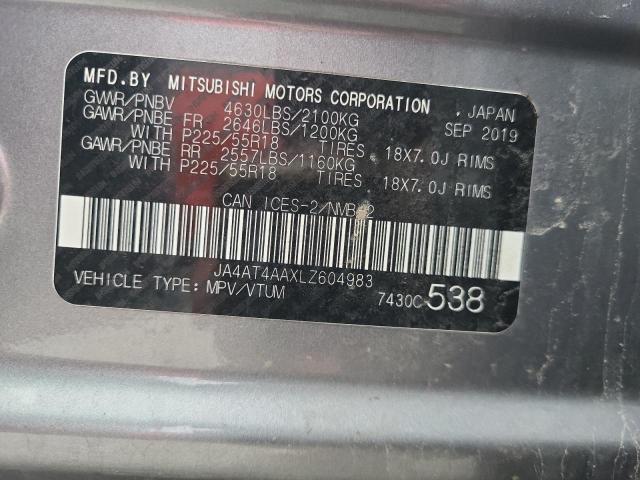 MFD.BY MITSUBISHI MOTORS CORPORATION , JAPAN
GWVR/PNBV 4630LBS/2100KG SEP 2019
GAWR/PNBE FR 2646LBS/1200KG
WITH P225/55R18 TIRES 18X7.0J RIMS
GAWR/PNBE RR 2557LBS/1160KG
WITH P225/55R18 TIRES 18X7.0J RIMS
CAN ICES-2/NMB-2
JA4AT4AAXLZ604983
VEHICLE TYPE: MPV/VTUM 7430C 538